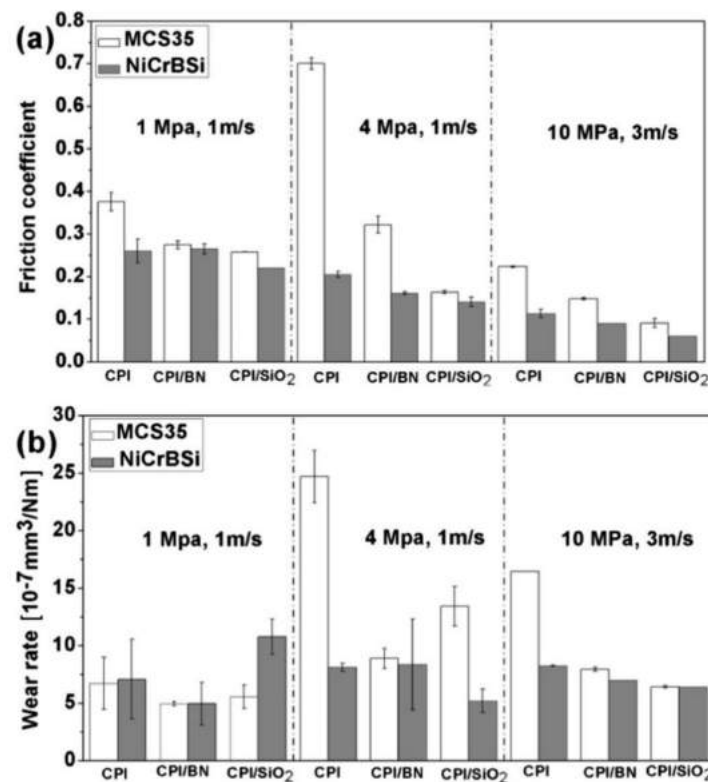 (a)
MCS35
NiCrBSi
1 Mpa, 1m/s
4 Mpa, 1m/s
10 MPa, 3m/s
Friction coefficient
0.8
0.7
0.6
0.5
0.4
0.3
0.2
0.1
0.0
CPI CPI/BN CPI/SiO₂ CPI CPI/BN CPI/SiO₂ CPI CPI/BN CPI/SiO₂
(b)
MCS35
NiCrBSi
1 Mpa, 1m/s
4 Mpa, 1m/s
10 MPa, 3m/s
Wear rate [10⁻⁷mm³/Nm]
30
25
20
15
10
5
0
CPI CPI/BN CPI/SiO₂ CPI CPI/BN CPI/SiO₂ CPI CPI/BN CPI/SiO₂